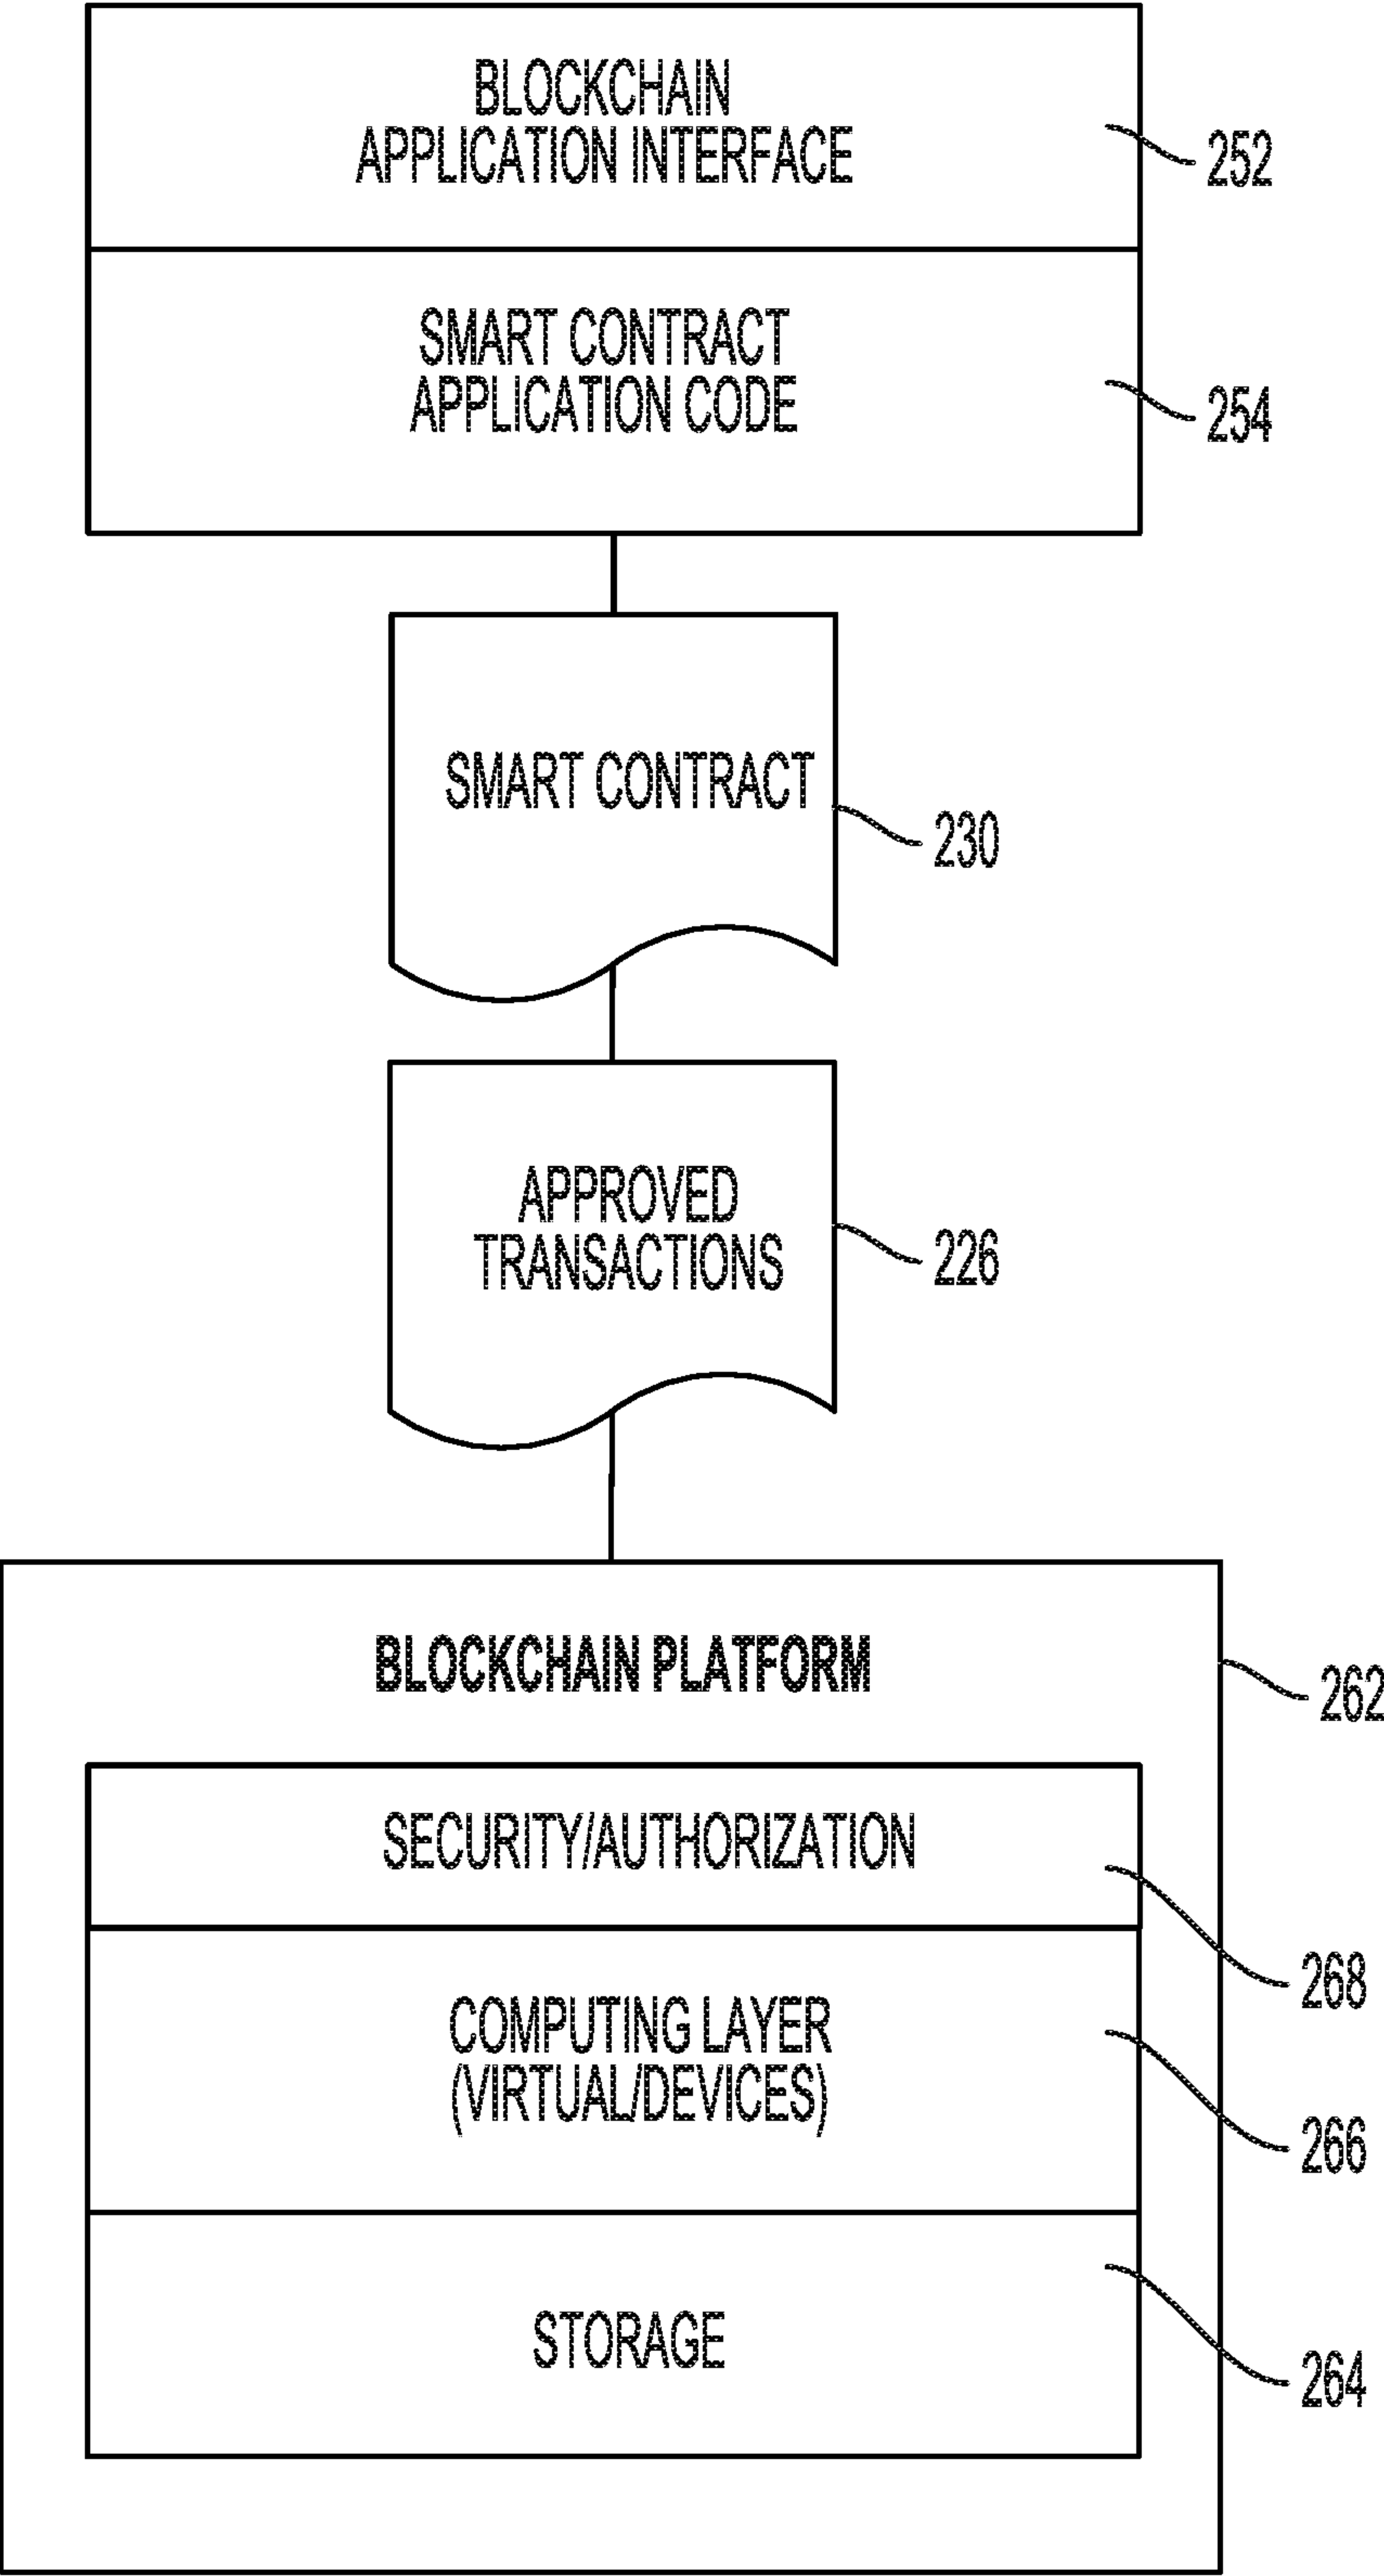 BLOCKCHAIN
APPLICATION INTERFACE
252
SMART CONTRACT
APPLICATION CODE
254
SMART CONTRACT
230
APPROVED
TRANSACTIONS
226
BLOCKCHAIN PLATFORM
262
SECURITY/AUTHORIZATION
268
COMPUTING LAYER
(VIRTUAL/DEVICES)
266
STORAGE
264